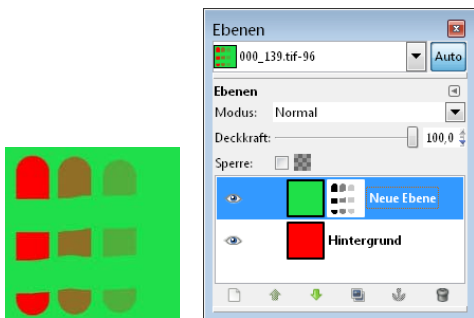 Ebenen
000_139.tif-96
Auto
Ebenen
Modus: Normal
Deckkraft: 100,0
Sperre:
Neue Ebene
Hintergrund